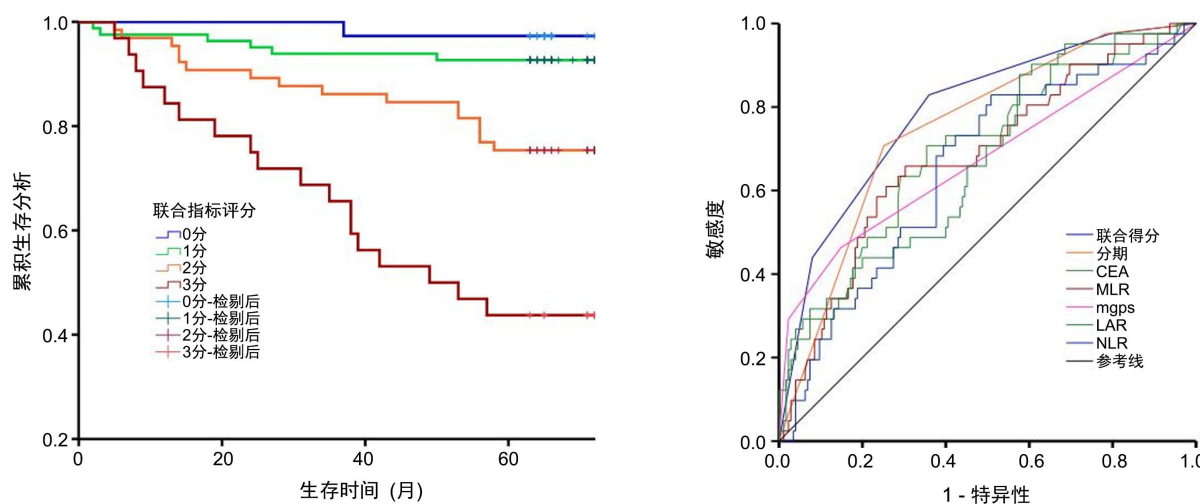 1.0
0.8
0.6
0.4
0.2
0
20
40
60
累积生存分析
生存时间 (月)
联合指标评分
0分
1分
2分
3分
0分-检剔后
1分-检剔后
2分-检剔后
3分-检剔后
1.0
0.8
0.6
0.4
0.2
0.0
0.0
0.2
0.4
0.6
0.8
1.0
敏感度
1 - 特异性
联合得分
分期
CEA
MLR
mgps
LAR
NLR
参考线